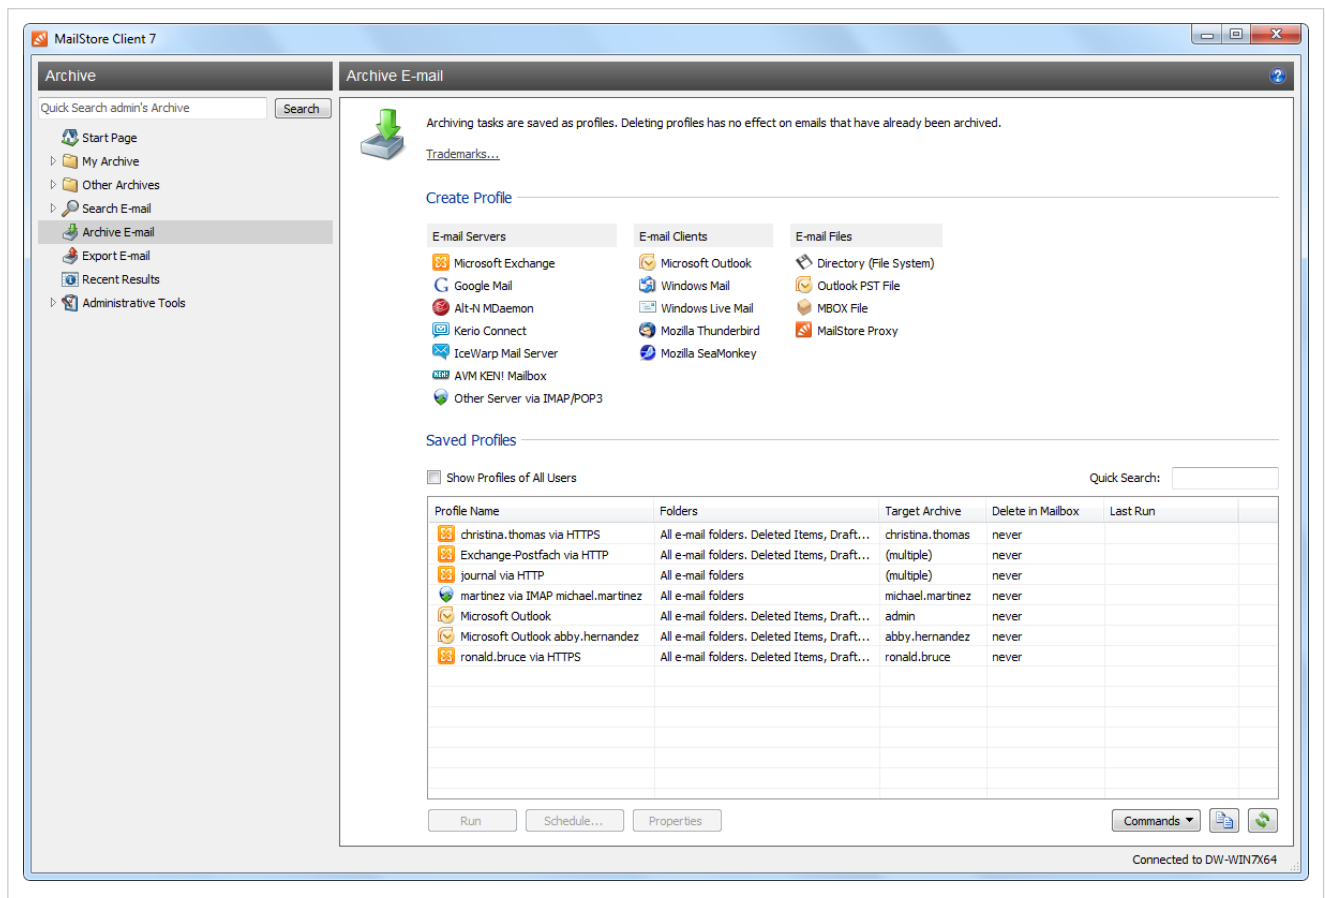 MailStore Client 7
Archive
Archive E-mail
Quick Search admin's Archive
Search
Start Page
My Archive
Other Archives
Search E-mail
Archive E-mail
Export E-mail
Recent Results
Administrative Tools
Archiving tasks are saved as profiles. Deleting profiles has no effect on emails that have already been archived.
Trademarks...
Create Profile
E-mail Servers
Microsoft Exchange
Google Mail
Alt-N MDaemon
Kerio Connect
IceWarp Mail Server
KEN! AVM KEN! Mailbox
Other Server via IMAP/POP3
E-mail Clients
Microsoft Outlook
Windows Mail
Windows Live Mail
Mozilla Thunderbird
Mozilla SeaMonkey
E-mail Files
Directory (File System)
Outlook PST File
MBOX File
MailStore Proxy
Saved Profiles
Show Profiles of All Users
Quick Search:
Profile Name Folders Target Archive Delete in Mailbox Last Run
christina.thomas via HTTPS All e-mail folders. Deleted Items, Draft... christina.thomas never
Exchange-Postfach via HTTP All e-mail folders. Deleted Items, Draft... (multiple) never
journal via HTTP All e-mail folders (multiple) never
martinez via IMAP michael.martinez All e-mail folders michael.martinez never
Microsoft Outlook All e-mail folders. Deleted Items, Draft... admin never
Microsoft Outlook abby.hernandez All e-mail folders. Deleted Items, Draft... abby.hernandez never
ronald.bruce via HTTPS All e-mail folders. Deleted Items, Draft... ronald.bruce never
Run Schedule... Properties Commands
Connected to DW-WIN7X64